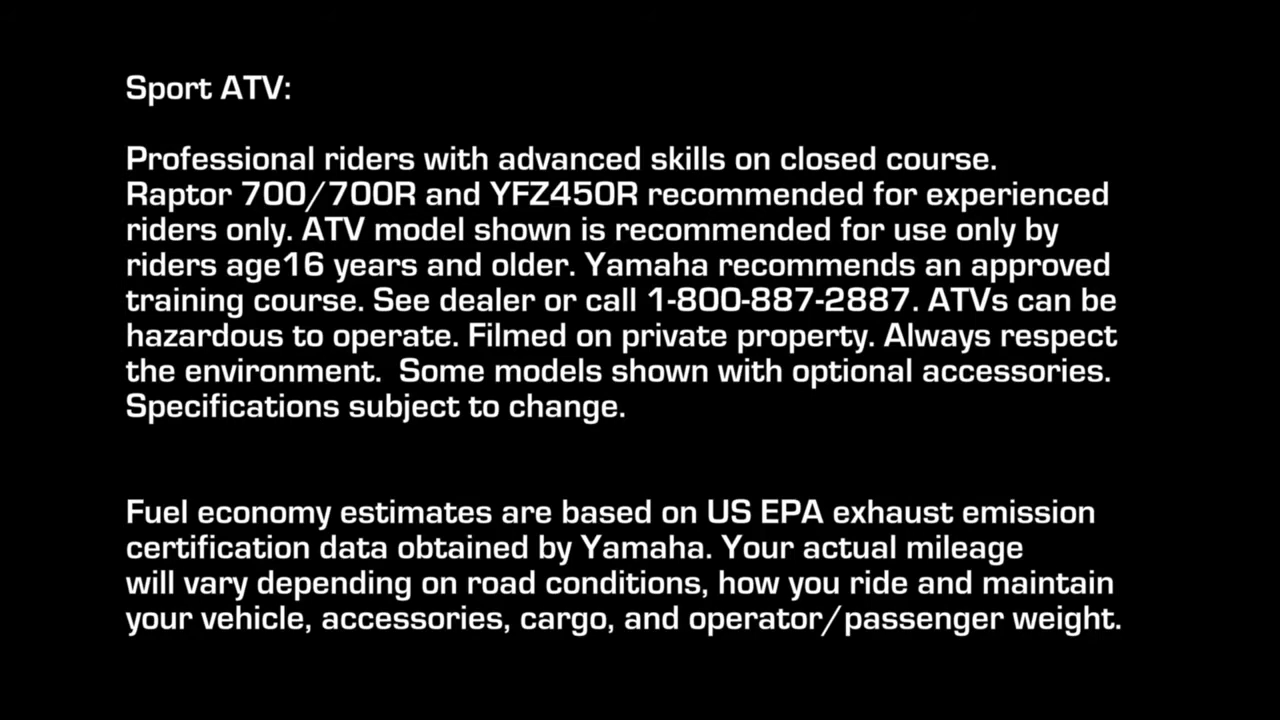 Sport ATV:
Professional riders with advanced skills on closed course.
Raptor 700/700R and YFZ450R recommended for experienced
riders only. ATV model shown is recommended for use only by
riders age16 years and older. Yamaha recommends an approved
training course. See dealer or call 1-800-887-2887. ATVs can be
hazardous to operate. Filmed on private property. Always respect
the environment.  Some models shown with optional accessories.
Specifications subject to change.
Fuel economy estimates are based on US EPA exhaust emission
certification data obtained by Yamaha. Your actual mileage
will vary depending on road conditions, how you ride and maintain
your vehicle, accessories, cargo, and operator/passenger weight.